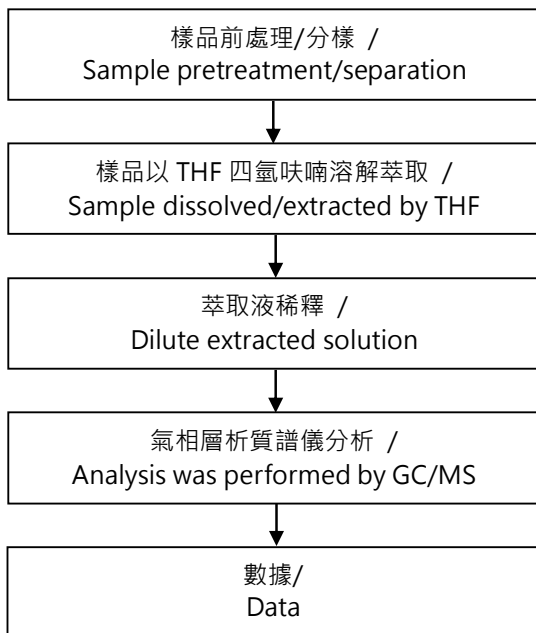 樣品前處理/分樣 /
Sample pretreatment/separation
樣品以 THF 四氫呋喃溶解萃取 /
Sample dissolved/extracted by THF
萃取液稀釋 /
Dilute extracted solution
氣相層析質譜儀分析 /
Analysis was performed by GC/MS
數據/
Data